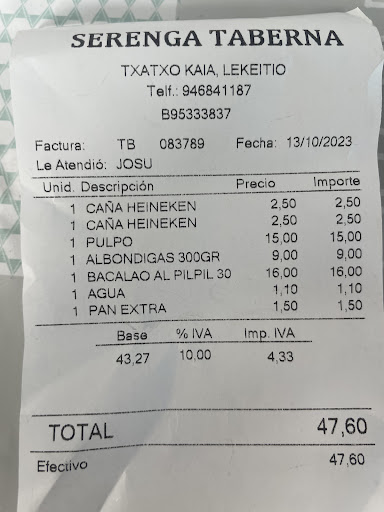 SERENGA TABERNA
TXATXO KAIA, LEKEITIO
Telf.: 946841187
B95333837
Factura: TB 083789 Fecha: 13/10/2023
Le Atendió: JOSU
Unid. Descripción Precio Importe
1 CAÑA HEINEKEN 2,50 2,50
1 CAÑA HEINEKEN 2,50 2,50
1 PULPO 15,00 15,00
1 ALBONDIGAS 300GR 9,00 9,00
1 BACALAO AL PILPIL 30 16,00 16,00
1 AGUA 1,10 1,10
1 PAN EXTRA 1,50 1,50
Base % IVA Imp. IVA
43,27 10,00 4,33
TOTAL 47,60
Efectivo 47,60